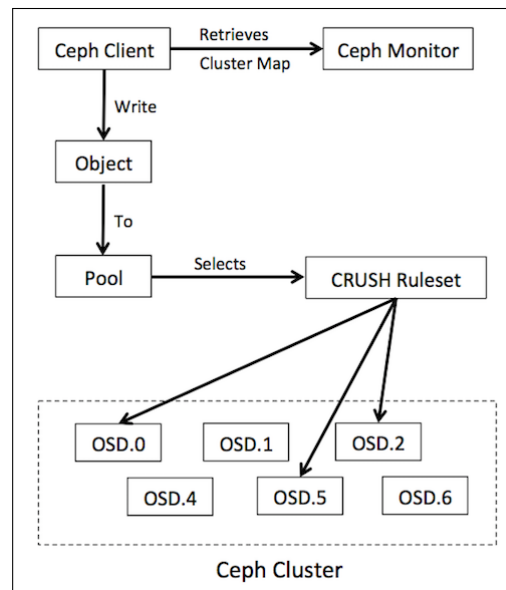 Ceph Client
Retrieves
Cluster Map
Ceph Monitor
Write
Object
To
Pool
Selects
CRUSH Ruleset
OSD.0
OSD.1
OSD.2
OSD.4
OSD.5
OSD.6
Ceph Cluster